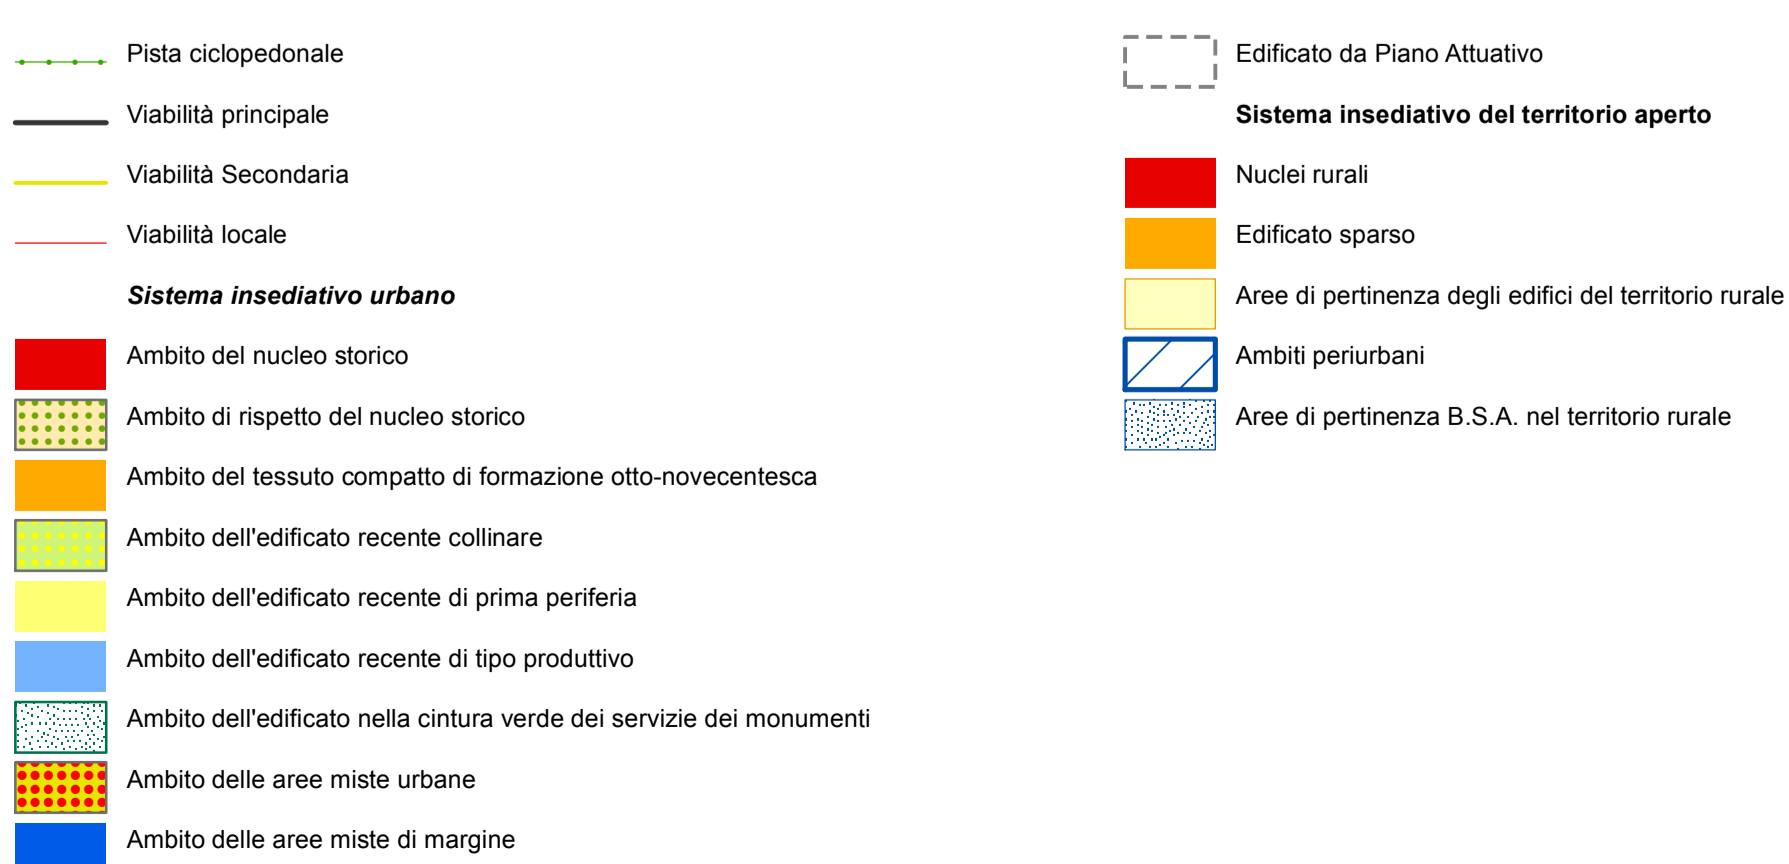 Pista ciclopedonale
Viabilità principale
Viabilità Secondaria
Viabilità locale
Sistema insediativo urbano
Ambito del nucleo storico
Ambito di rispetto del nucleo storico
Ambito del tessuto compatto di formazione otto-novecentesca
Ambito dell'edificato recente collinare
Ambito dell'edificato recente di prima periferia
Ambito dell'edificato recente di tipo produttivo
Ambito dell'edificato nella cintura verde dei servizie dei monumenti
Ambito delle aree miste urbane
Ambito delle aree miste di margine
Edificato da Piano Attuativo
Sistema insediativo del territorio aperto
Nuclei rurali
Edificato sparso
Aree di pertinenza degli edifici del territorio rurale
Ambiti periurbani
Aree di pertinenza B.S.A. nel territorio rurale